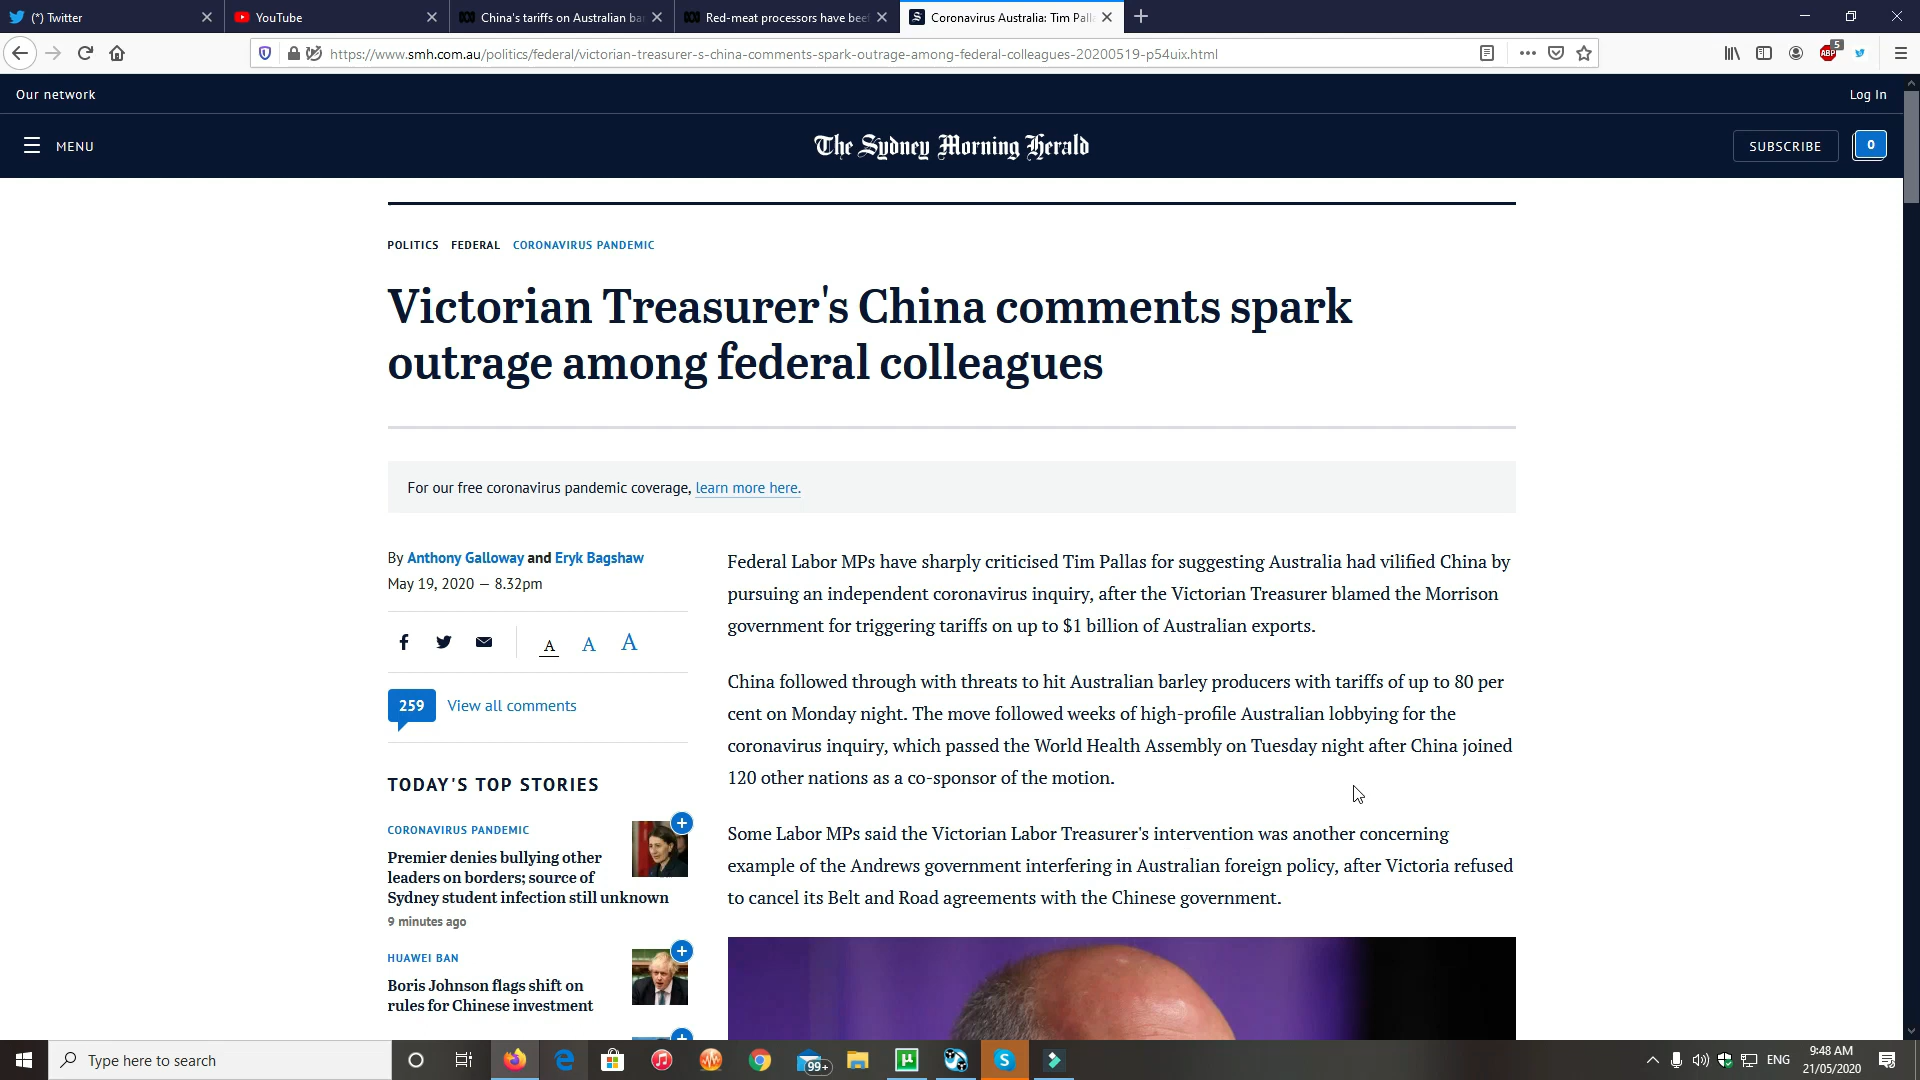 (*) Twitter
YouTube
China's tariffs on Australian ba
Red-meat processors have bee
Coronavirus Australia: Tim Palla
https://www.smh.com.au/politics/federal/victorian-treasurer-s-china-comments-spark-outrage-among-federal-colleagues-20200519-p54uix.html
ABP
5
Our network
Log In
MENU
The Sydney Morning Herald
SUBSCRIBE
0
POLITICS FEDERAL CORONAVIRUS PANDEMIC
Victorian Treasurer's China comments spark
outrage among federal colleagues
For our free coronavirus pandemic coverage, learn more here.
By Anthony Galloway and Eryk Bagshaw
May 19, 2020 — 8.32pm
A A A
259 View all comments
TODAY'S TOP STORIES
CORONAVIRUS PANDEMIC
Premier denies bullying other
leaders on borders; source of
Sydney student infection still unknown
9 minutes ago
HUAWEI BAN
Boris Johnson flags shift on
rules for Chinese investment
Federal Labor MPs have sharply criticised Tim Pallas for suggesting Australia had vilified China by
pursuing an independent coronavirus inquiry, after the Victorian Treasurer blamed the Morrison
government for triggering tariffs on up to $1 billion of Australian exports.
China followed through with threats to hit Australian barley producers with tariffs of up to 80 per
cent on Monday night. The move followed weeks of high-profile Australian lobbying for the
coronavirus inquiry, which passed the World Health Assembly on Tuesday night after China joined
120 other nations as a co-sponsor of the motion.
Some Labor MPs said the Victorian Labor Treasurer's intervention was another concerning
example of the Andrews government interfering in Australian foreign policy, after Victoria refused
to cancel its Belt and Road agreements with the Chinese government.
Type here to search
99+
ENG
9:48 AM
21/05/2020